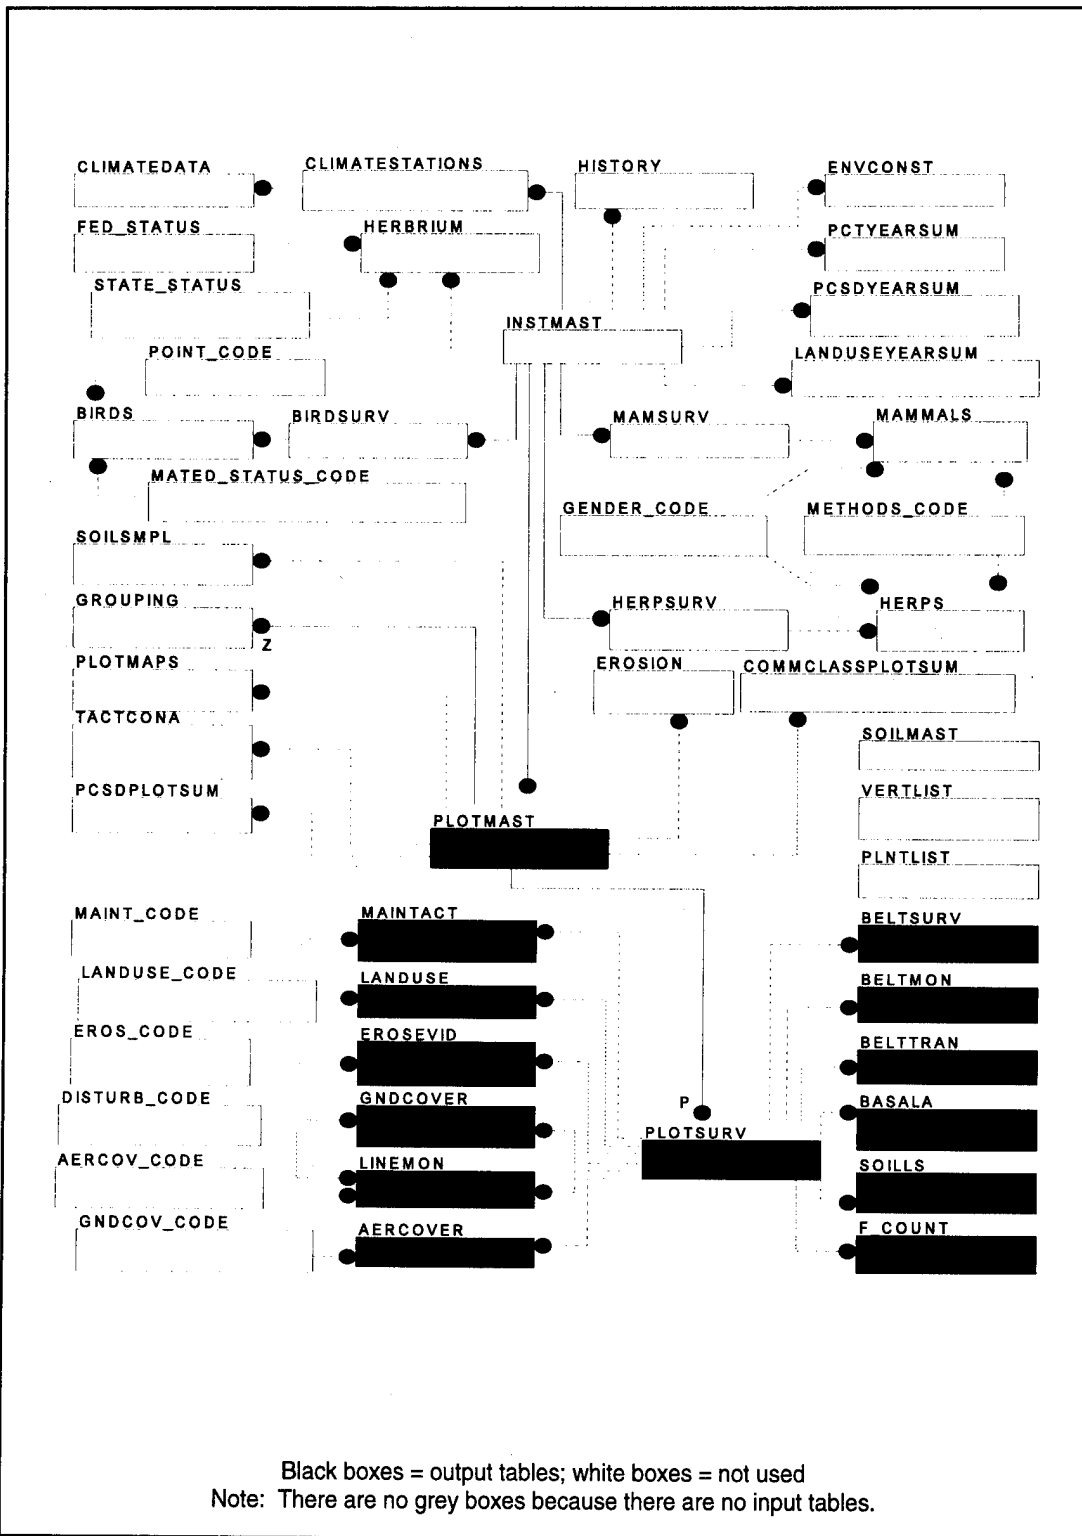 CLIMATEDATA
CLIMATESTATIONS
HISTORY
ENVCONST
FED_STATUS
HERBRIUM
PCTYEARSUM
STATE_STATUS
PCSDYEARSUM
INSTMAST
POINT_CODE
LANDUSEYEARSUM
BIRDS
BIRDSURV
MAMSURV
MAMMALS
MATED_STATUS_CODE
GENDER_CODE
METHODS_CODE
SOILSMPL
GROUPING
HERPSURV
HERPS
Z
PLOTMAPS
EROSION
COMMCLASSPLOTSUM
TACTCONA
SOILMAST
PCSDPLOTSUM
VERTLIST
PLOTMAST
PLNTLIST
MAINT_CODE
MAINTACT
BELTSURV
LANDUSE_CODE
LANDUSE
BELTMON
EROS_CODE
EROSEVID
BELTTRAN
DISTURB_CODE
GNDCOVER
P
BASALA
PLOTSURV
AERCOV_CODE
LINEMON
SOILLS
GNDCOV_CODE
AERCOVER
F_COUNT
Black boxes = output tables; white boxes = not used
Note: There are no grey boxes because there are no input tables.